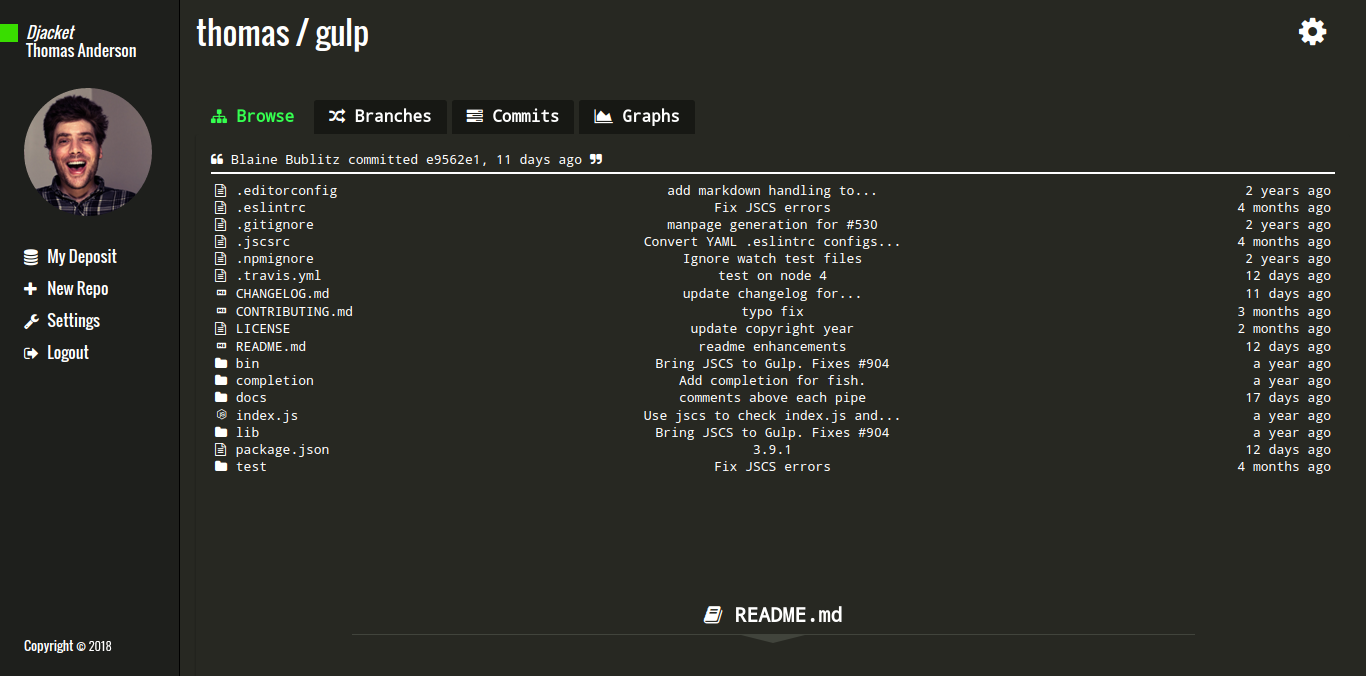 Djacket
Thomas Anderson
My Deposit
New Repo
Settings
Logout
Copyright © 2018
thomas / gulp
Browse Branches Commits Graphs
❝ Blaine Bublitz committed e9562e1, 11 days ago ❞
.editorconfig add markdown handling to... 2 years ago
.eslintrc Fix JSCS errors 4 months ago
.gitignore manpage generation for #530 2 years ago
.jscsrc Convert YAML .eslintrc configs... 4 months ago
.npmignore Ignore watch test files 2 years ago
.travis.yml test on node 4 12 days ago
CHANGELOG.md update changelog for... 11 days ago
CONTRIBUTING.md typo fix 3 months ago
LICENSE update copyright year 2 months ago
README.md readme enhancements 12 days ago
bin Bring JSCS to Gulp. Fixes #904 a year ago
completion Add completion for fish. a year ago
docs comments above each pipe 17 days ago
index.js Use jscs to check index.js and... a year ago
lib Bring JSCS to Gulp. Fixes #904 a year ago
package.json 3.9.1 12 days ago
test Fix JSCS errors 4 months ago
README.md